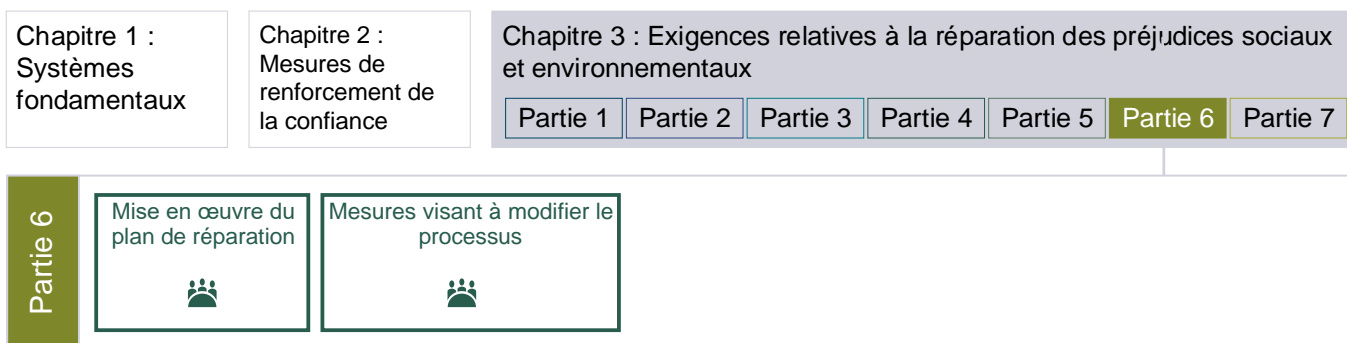 Chapitre 1 :
Systèmes
fondamentaux
Chapitre 2 :
Mesures de
renforcement de
la confiance
Chapitre 3 : Exigences relatives à la réparation des préjudices sociaux
et environnementaux
Partie 1
Partie 2
Partie 3
Partie 4
Partie 5
Partie 6
Partie 7
Partie 6
Mise en œuvre du
plan de réparation
Mesures visant à modifier le
processus